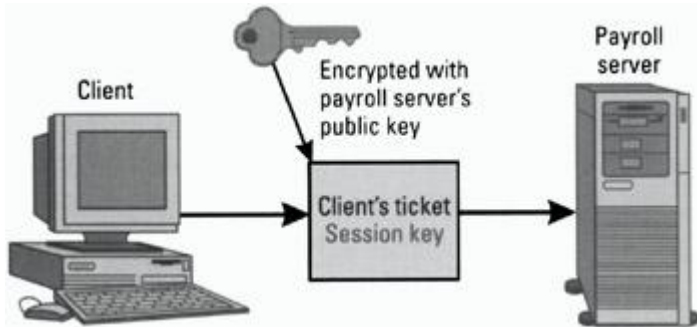 Client
Encrypted with
payroll server's
public key
Payroll
server
Client's ticket
Session key